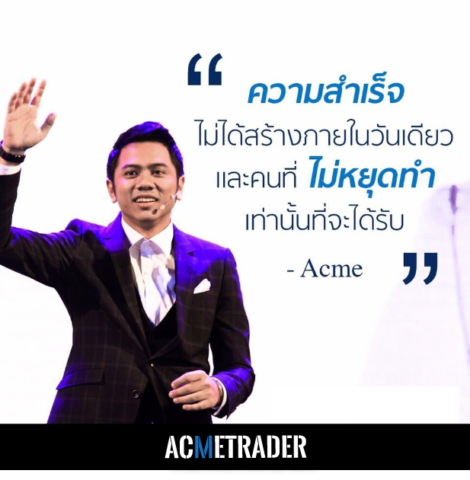 “
ความสำเร็จ
ไม่ได้สร้างภายในวันเดียว
และคนที่ ไม่หยุดทำ
เท่านั้นที่จะได้รับ
- Acme ”
ACMETRADER